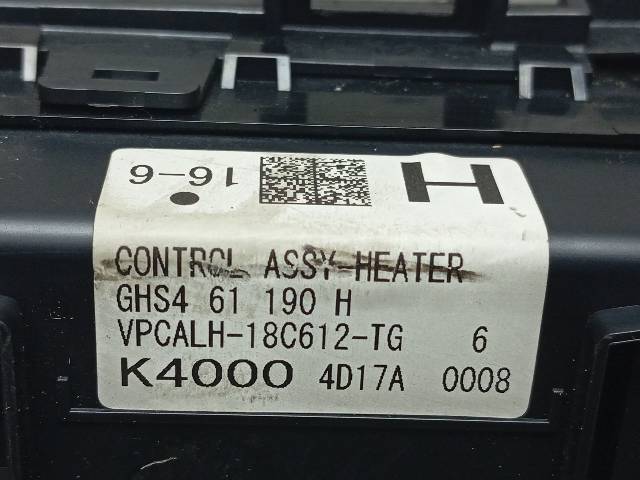 16-6 H
CONTROL ASSY-HEATER
GHS4 61 190 H
VPCALH-18C612-TG 6
K4000 4D17A 0008